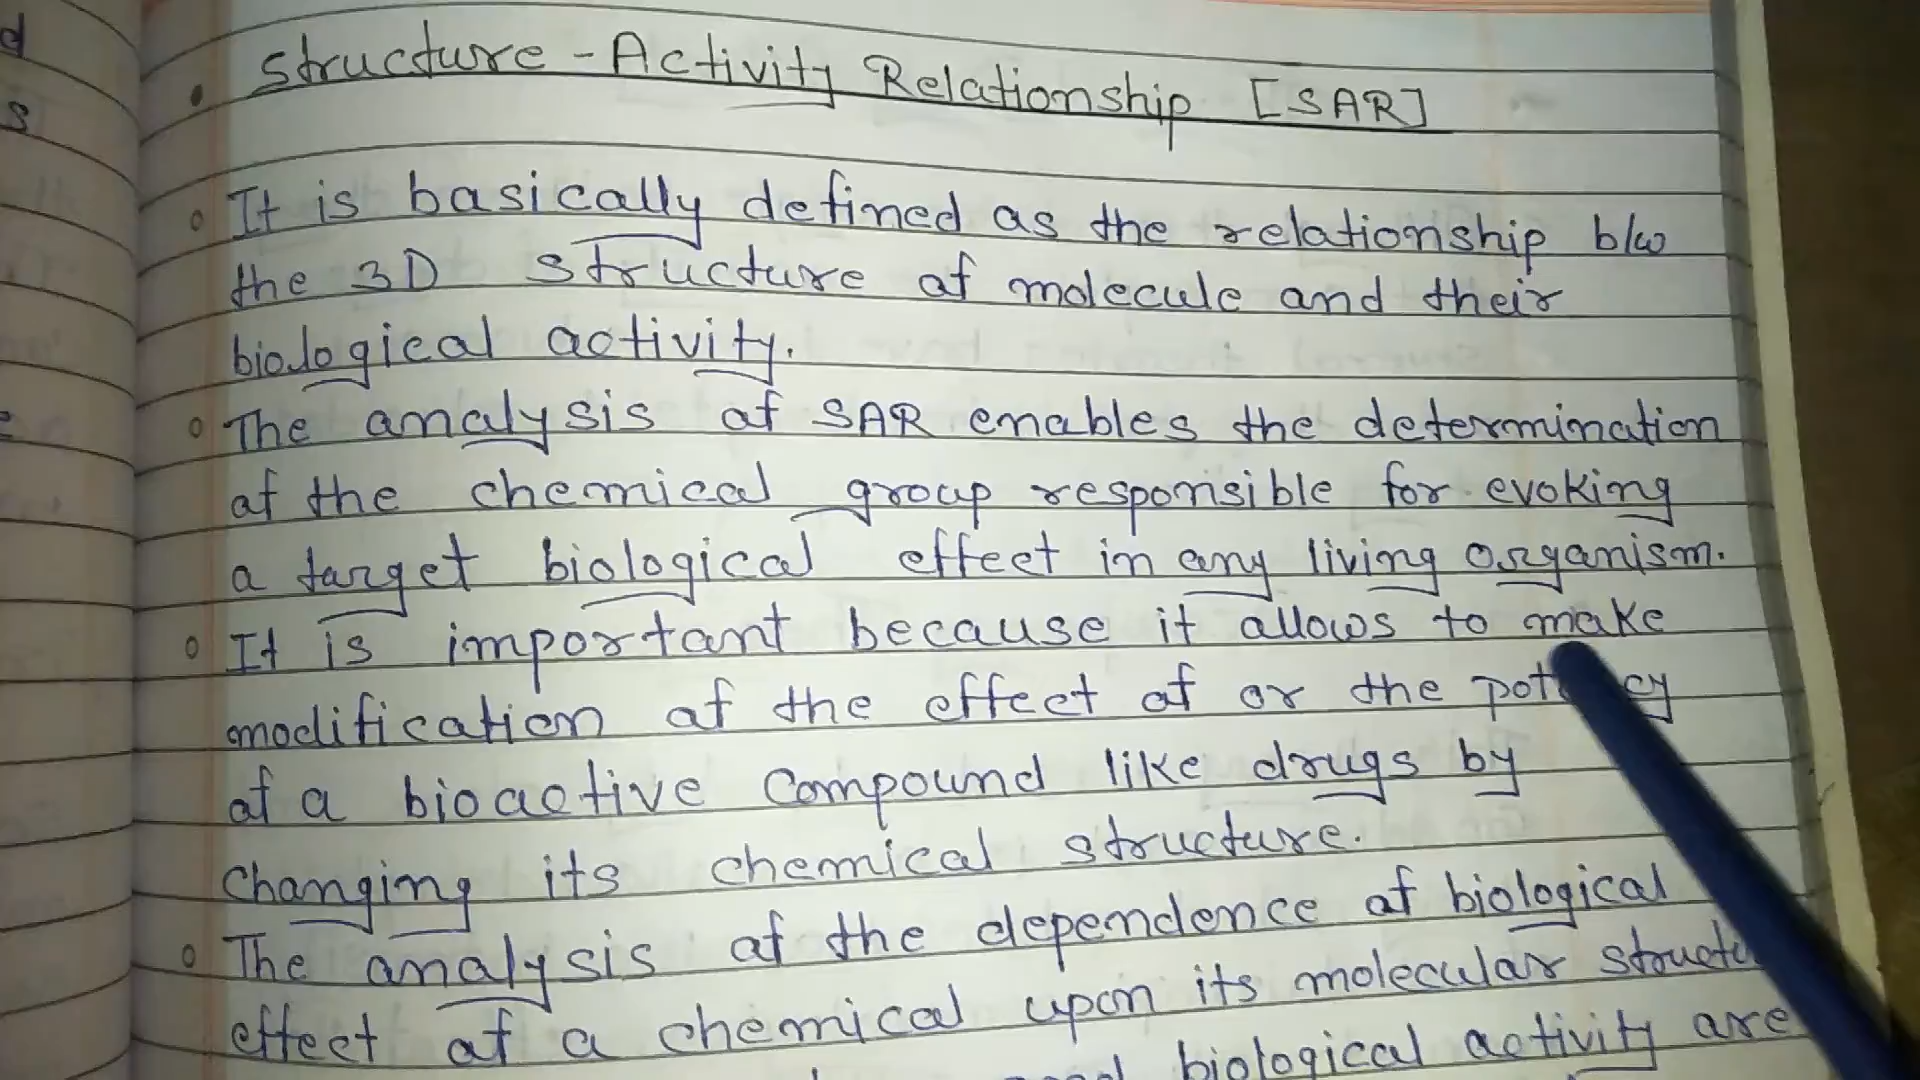 d
s
• Structure - Activity Relationship [SAR]
○ It is basically defined as the relationship b/w
the 3D structure of molecule and their
biological activity.
○ The analysis of SAR enables the determination
of the chemical group responsible for evoking
a target biological effect in any living organism.
○ It is important because it allows to make
modification of the effect of or the potency
of a bioactive compound like drugs by
changing its chemical structure.
○ The analysis of the dependence of biological
effect of a chemical upon its molecular
biological activity are